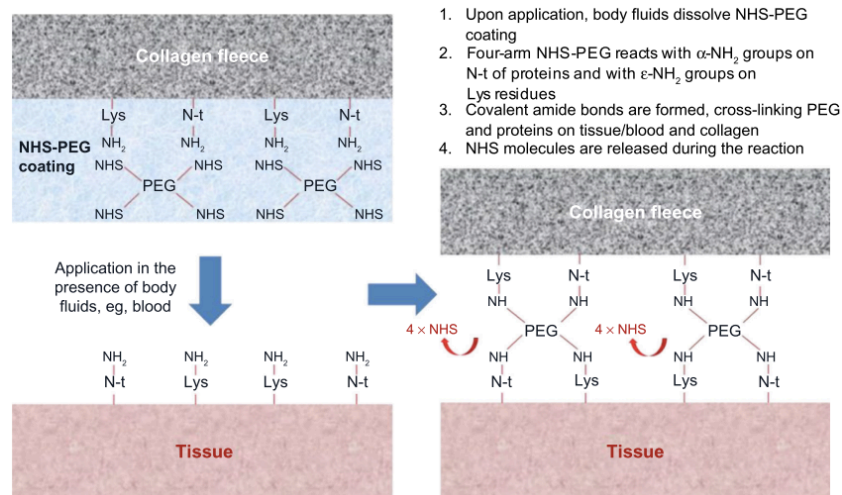 Collagen fleece
Lys N-t Lys N-t
NH₂ NH₂ NH₂ NH₂
NHS-PEG
coating
NHS NHS NHS NHS
PEG PEG
NHS NHS NHS NHS
Application in the
presence of body
fluids, eg, blood
NH₂ NH₂ NH₂ NH₂
N-t Lys Lys N-t
Tissue
1. Upon application, body fluids dissolve NHS-PEG
coating
2. Four-arm NHS-PEG reacts with α-NH₂ groups on
N-t of proteins and with ε-NH₂ groups on
Lys residues
3. Covalent amide bonds are formed, cross-linking PEG
and proteins on tissue/blood and collagen
4. NHS molecules are released during the reaction
Collagen fleece
Lys N-t Lys N-t
NH NH NH NH
4 × NHS PEG 4 × NHS PEG
NH NH NH NH
N-t Lys Lys N-t
Tissue